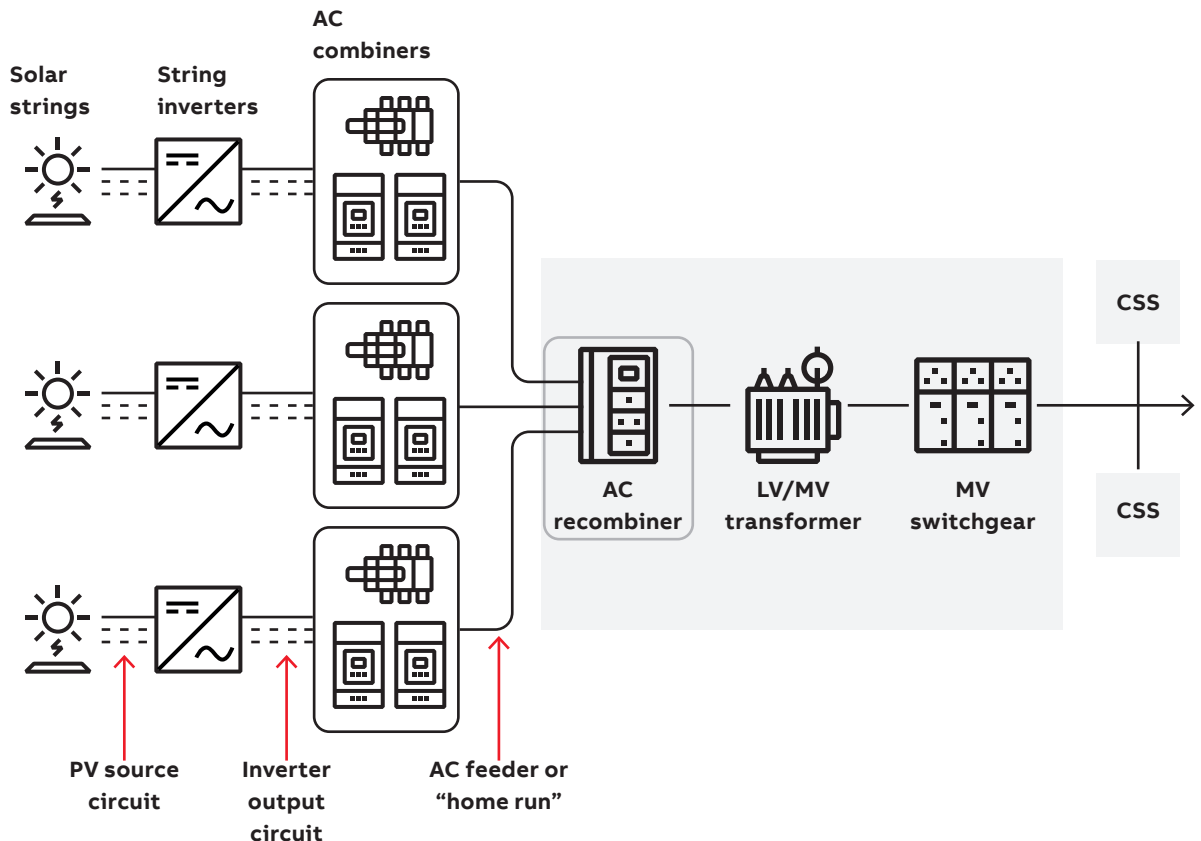 AC
combiners
Solar
strings
String
inverters
CSS
AC
recombiner
LV/MV
transformer
MV
switchgear
CSS
PV source
circuit
Inverter
output
circuit
AC feeder or
“home run”